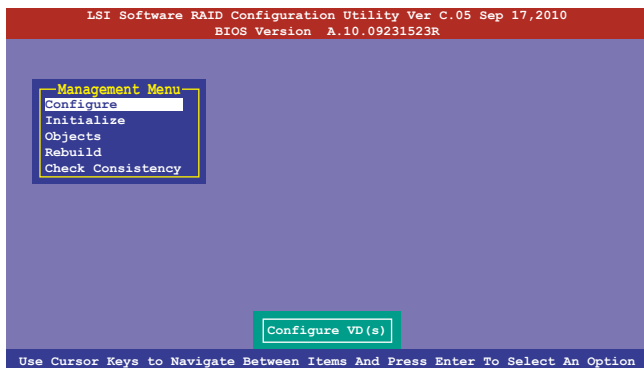 LSI Software RAID Configuration Utility Ver C.05 Sep 17,2010
BIOS Version A.10.09231523R
Management Menu
Configure
Initialize
Objects
Rebuild
Check Consistency
Configure VD(s)
Use Cursor Keys to Navigate Between Items And Press Enter To Select An Option